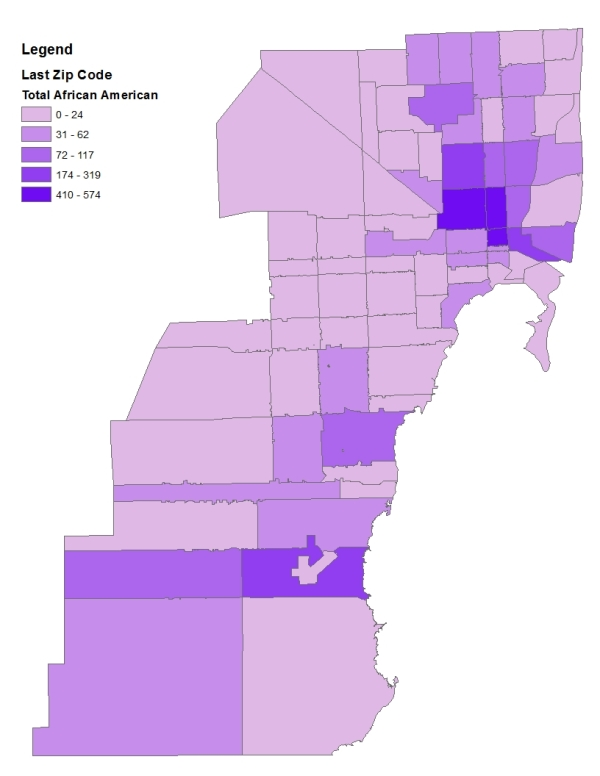 Legend
Last Zip Code
Total African American
0 - 24
31 - 62
72 - 117
174 - 319
410 - 574